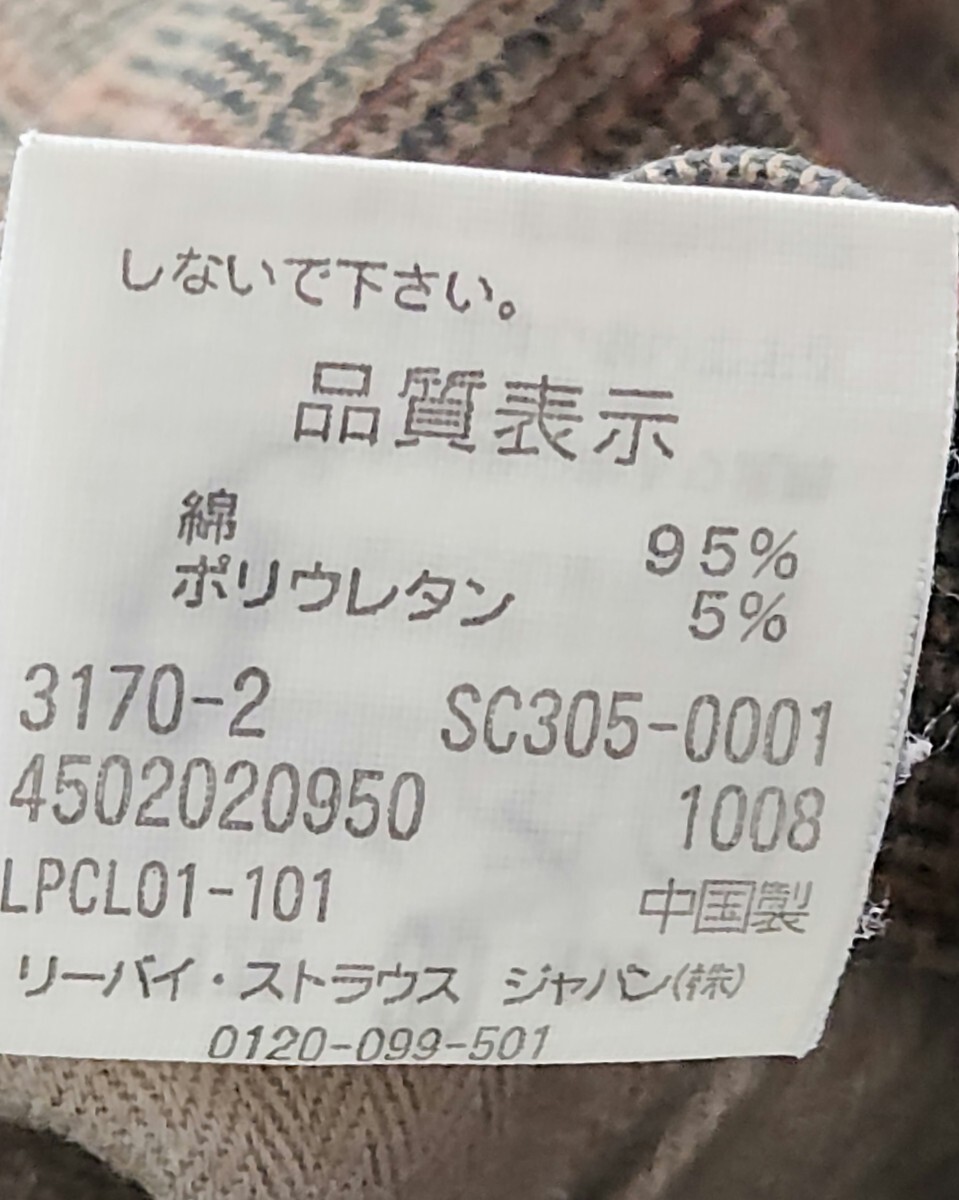 しないで下さい。
品質表示
綿 95%
ポリウレタン 5%
3170-2 SC305-0001
4502020950 1008
LPCL01-101 中国製
リーバイ・ストラウス ジャパン(株)
0120-099-501